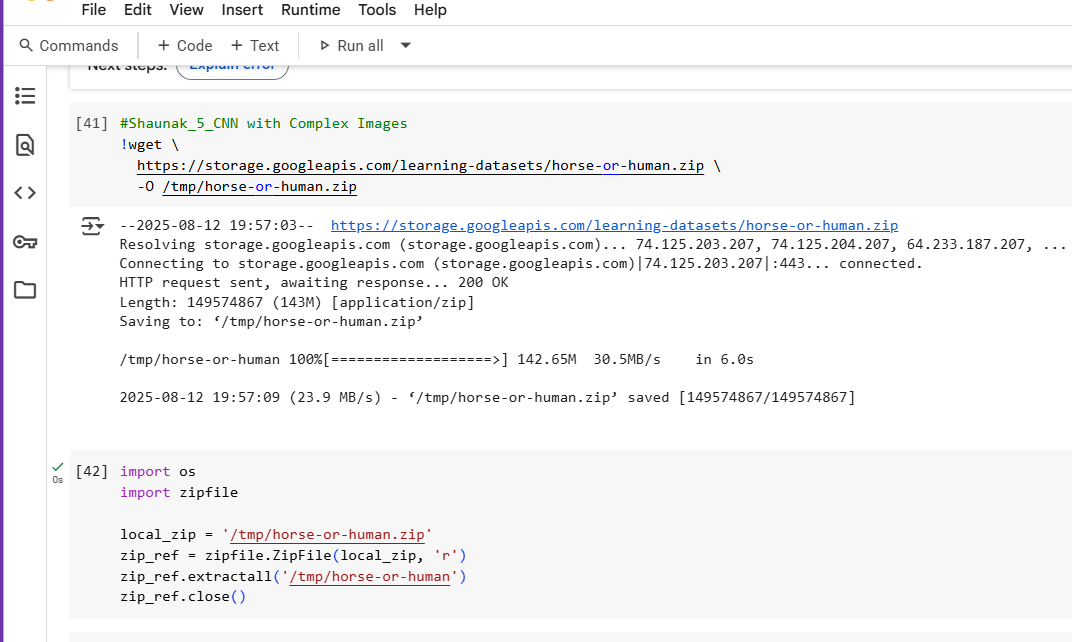 File Edit View Insert Runtime Tools Help
Commands + Code + Text Run all
Next steps: Explain error
[41] #Shaunak_5_CNN with Complex Images
!wget \
https://storage.googleapis.com/learning-datasets/horse-or-human.zip \
-O /tmp/horse-or-human.zip
--2025-08-12 19:57:03-- https://storage.googleapis.com/learning-datasets/horse-or-human.zip
Resolving storage.googleapis.com (storage.googleapis.com)... 74.125.203.207, 74.125.204.207, 64.233.187.207, ...
Connecting to storage.googleapis.com (storage.googleapis.com)|74.125.203.207|:443... connected.
HTTP request sent, awaiting response... 200 OK
Length: 149574867 (143M) [application/zip]
Saving to: ‘/tmp/horse-or-human.zip’
/tmp/horse-or-human 100%[===================>] 142.65M 30.5MB/s in 6.0s
2025-08-12 19:57:09 (23.9 MB/s) - ‘/tmp/horse-or-human.zip’ saved [149574867/149574867]
[42] import os
0s import zipfile
local_zip = '/tmp/horse-or-human.zip'
zip_ref = zipfile.ZipFile(local_zip, 'r')
zip_ref.extractall('/tmp/horse-or-human')
zip_ref.close()